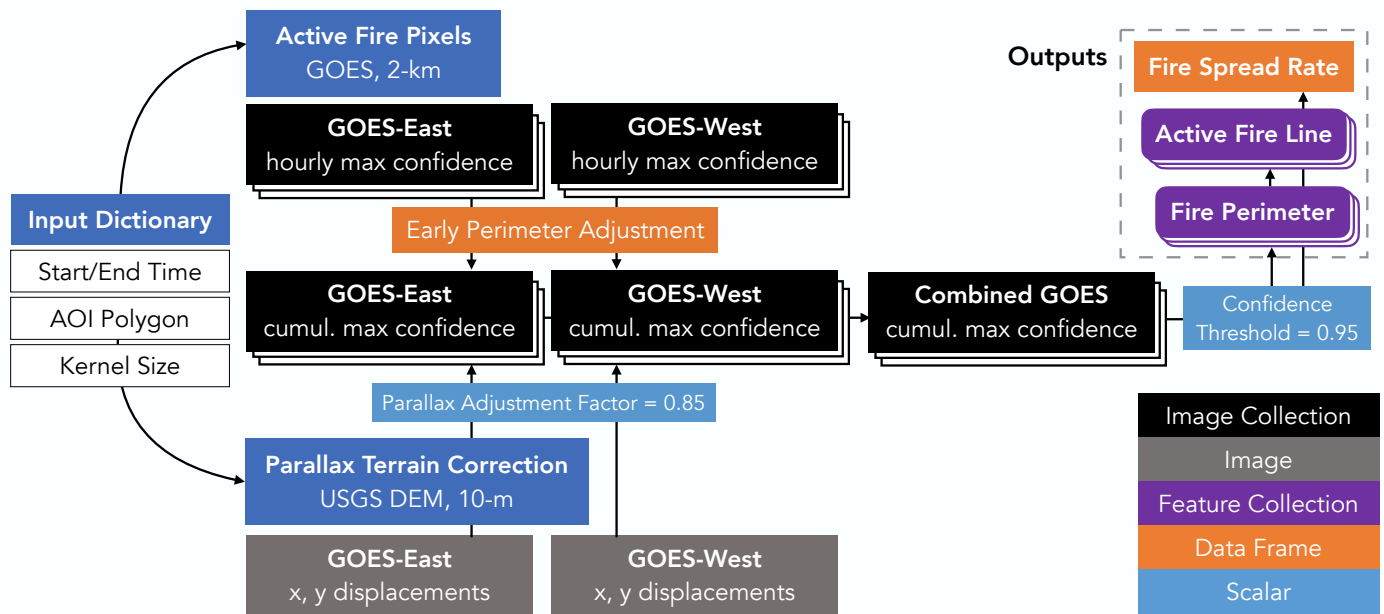 Active Fire Pixels
GOES, 2-km
GOES-East
hourly max confidence
GOES-West
hourly max confidence
Input Dictionary
Start/End Time
AOI Polygon
Kernel Size
Early Perimeter Adjustment
GOES-East
cumul. max confidence
GOES-West
cumul. max confidence
Combined GOES
cumul. max confidence
Parallax Adjustment Factor = 0.85
Parallax Terrain Correction
USGS DEM, 10-m
GOES-East
x, y displacements
GOES-West
x, y displacements
Outputs
Fire Spread Rate
Active Fire Line
Fire Perimeter
Confidence
Threshold = 0.95
Image Collection
Image
Feature Collection
Data Frame
Scalar